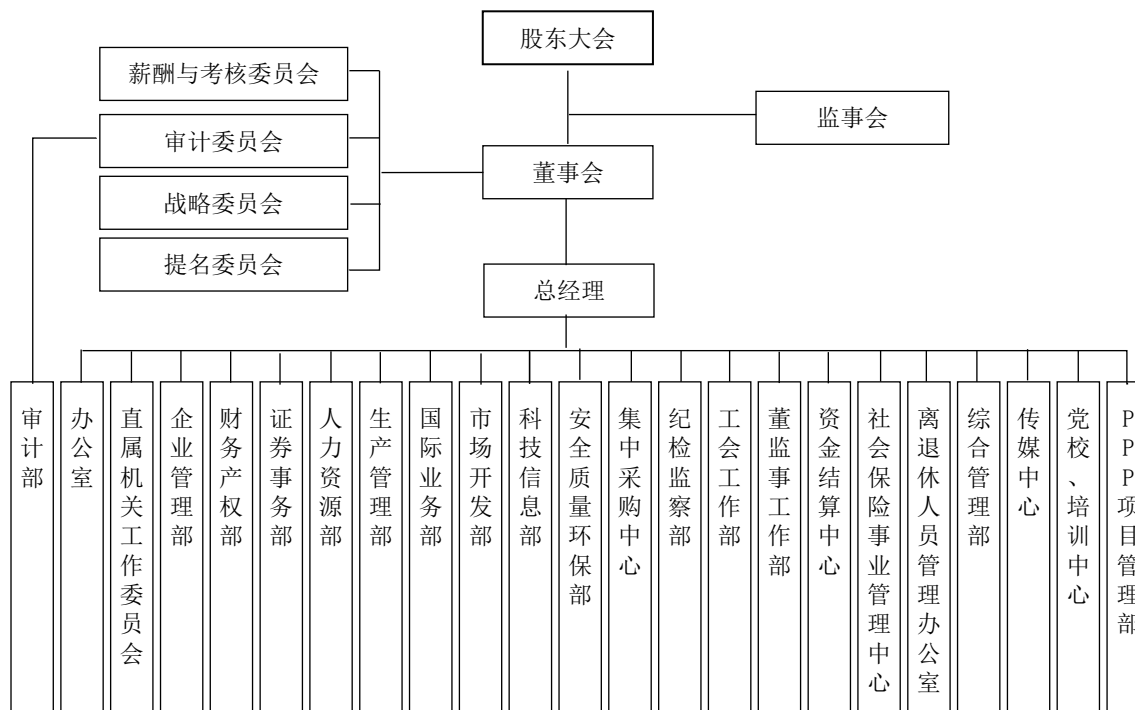 股东大会
薪酬与考核委员会
监事会
审计委员会
董事会
战略委员会
提名委员会
总经理
审计部
办公室
直属机关工作委员会
企业管理部
财务产权部
证券事务部
人力资源部
生产管理部
国际业务部
市场开发部
科技信息部
安全质量环保部
集中采购中心
纪检监察部
工会工作部
董监事工作部
资金结算中心
社会保险事业管理中心
离退休人员管理办公室
综合管理部
传媒中心
党校、培训中心
PPP项目管理部